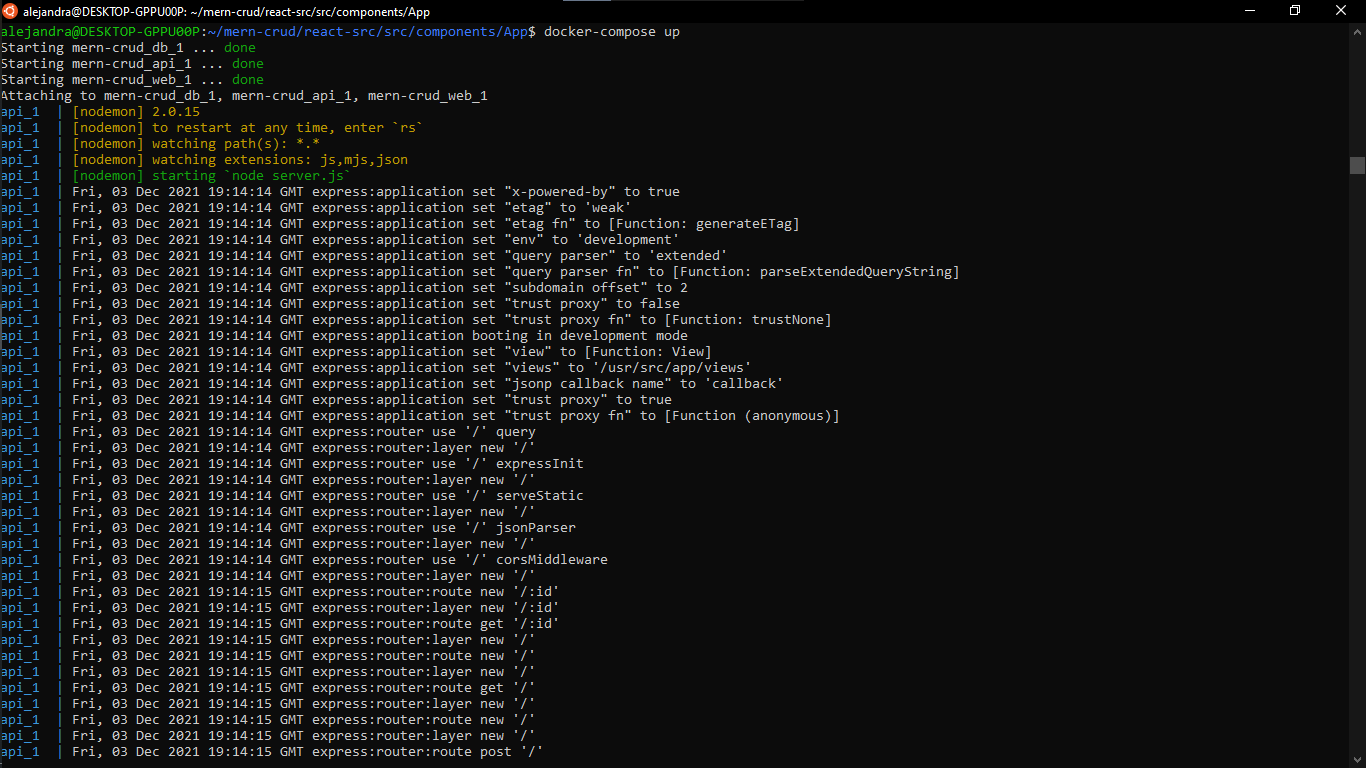 alejandra@DESKTOP-GPPU00P: ~/mern-crud/react-src/src/components/App
alejandra@DESKTOP-GPPU00P:~/mern-crud/react-src/src/components/App$ docker-compose up
Starting mern-crud_db_1 ... done
Starting mern-crud_api_1 ... done
Starting mern-crud_web_1 ... done
Attaching to mern-crud_db_1, mern-crud_api_1, mern-crud_web_1
api_1  | [nodemon] 2.0.15
api_1  | [nodemon] to restart at any time, enter `rs`
api_1  | [nodemon] watching path(s): *.*
api_1  | [nodemon] watching extensions: js,mjs,json
api_1  | [nodemon] starting `node server.js`
api_1  | Fri, 03 Dec 2021 19:14:14 GMT express:application set "x-powered-by" to true
api_1  | Fri, 03 Dec 2021 19:14:14 GMT express:application set "etag" to 'weak'
api_1  | Fri, 03 Dec 2021 19:14:14 GMT express:application set "etag fn" to [Function: generateETag]
api_1  | Fri, 03 Dec 2021 19:14:14 GMT express:application set "env" to 'development'
api_1  | Fri, 03 Dec 2021 19:14:14 GMT express:application set "query parser" to 'extended'
api_1  | Fri, 03 Dec 2021 19:14:14 GMT express:application set "query parser fn" to [Function: parseExtendedQueryString]
api_1  | Fri, 03 Dec 2021 19:14:14 GMT express:application set "subdomain offset" to 2
api_1  | Fri, 03 Dec 2021 19:14:14 GMT express:application set "trust proxy" to false
api_1  | Fri, 03 Dec 2021 19:14:14 GMT express:application set "trust proxy fn" to [Function: trustNone]
api_1  | Fri, 03 Dec 2021 19:14:14 GMT express:application booting in development mode
api_1  | Fri, 03 Dec 2021 19:14:14 GMT express:application set "view" to [Function: View]
api_1  | Fri, 03 Dec 2021 19:14:14 GMT express:application set "views" to '/usr/src/app/views'
api_1  | Fri, 03 Dec 2021 19:14:14 GMT express:application set "jsonp callback name" to 'callback'
api_1  | Fri, 03 Dec 2021 19:14:14 GMT express:application set "trust proxy" to true
api_1  | Fri, 03 Dec 2021 19:14:14 GMT express:application set "trust proxy fn" to [Function (anonymous)]
api_1  | Fri, 03 Dec 2021 19:14:14 GMT express:router use '/' query
api_1  | Fri, 03 Dec 2021 19:14:14 GMT express:router:layer new '/'
api_1  | Fri, 03 Dec 2021 19:14:14 GMT express:router use '/' expressInit
api_1  | Fri, 03 Dec 2021 19:14:14 GMT express:router:layer new '/'
api_1  | Fri, 03 Dec 2021 19:14:14 GMT express:router use '/' serveStatic
api_1  | Fri, 03 Dec 2021 19:14:14 GMT express:router:layer new '/'
api_1  | Fri, 03 Dec 2021 19:14:14 GMT express:router use '/' jsonParser
api_1  | Fri, 03 Dec 2021 19:14:14 GMT express:router:layer new '/'
api_1  | Fri, 03 Dec 2021 19:14:14 GMT express:router use '/' corsMiddleware
api_1  | Fri, 03 Dec 2021 19:14:14 GMT express:router:layer new '/'
api_1  | Fri, 03 Dec 2021 19:14:15 GMT express:router:route new '/:id'
api_1  | Fri, 03 Dec 2021 19:14:15 GMT express:router:layer new '/:id'
api_1  | Fri, 03 Dec 2021 19:14:15 GMT express:router:route get '/:id'
api_1  | Fri, 03 Dec 2021 19:14:15 GMT express:router:layer new '/'
api_1  | Fri, 03 Dec 2021 19:14:15 GMT express:router:route new '/'
api_1  | Fri, 03 Dec 2021 19:14:15 GMT express:router:layer new '/'
api_1  | Fri, 03 Dec 2021 19:14:15 GMT express:router:route get '/'
api_1  | Fri, 03 Dec 2021 19:14:15 GMT express:router:layer new '/'
api_1  | Fri, 03 Dec 2021 19:14:15 GMT express:router:route new '/'
api_1  | Fri, 03 Dec 2021 19:14:15 GMT express:router:layer new '/'
api_1  | Fri, 03 Dec 2021 19:14:15 GMT express:router:route post '/'